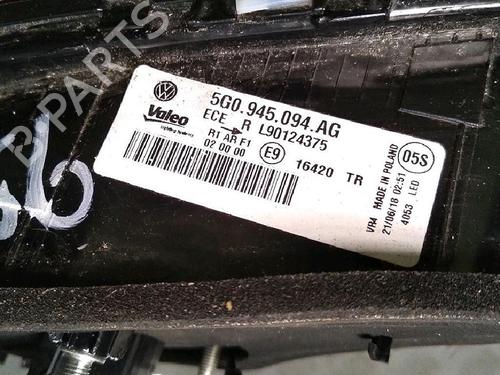 B-PARTS
VW
5G0.945.094.AG
Valeo
ECE R L90124375
R1 AR F1
02 00 00
E9
16420 TR
05S
VR4 MADE IN POLAND
21/06/18 02:51
4053 LED